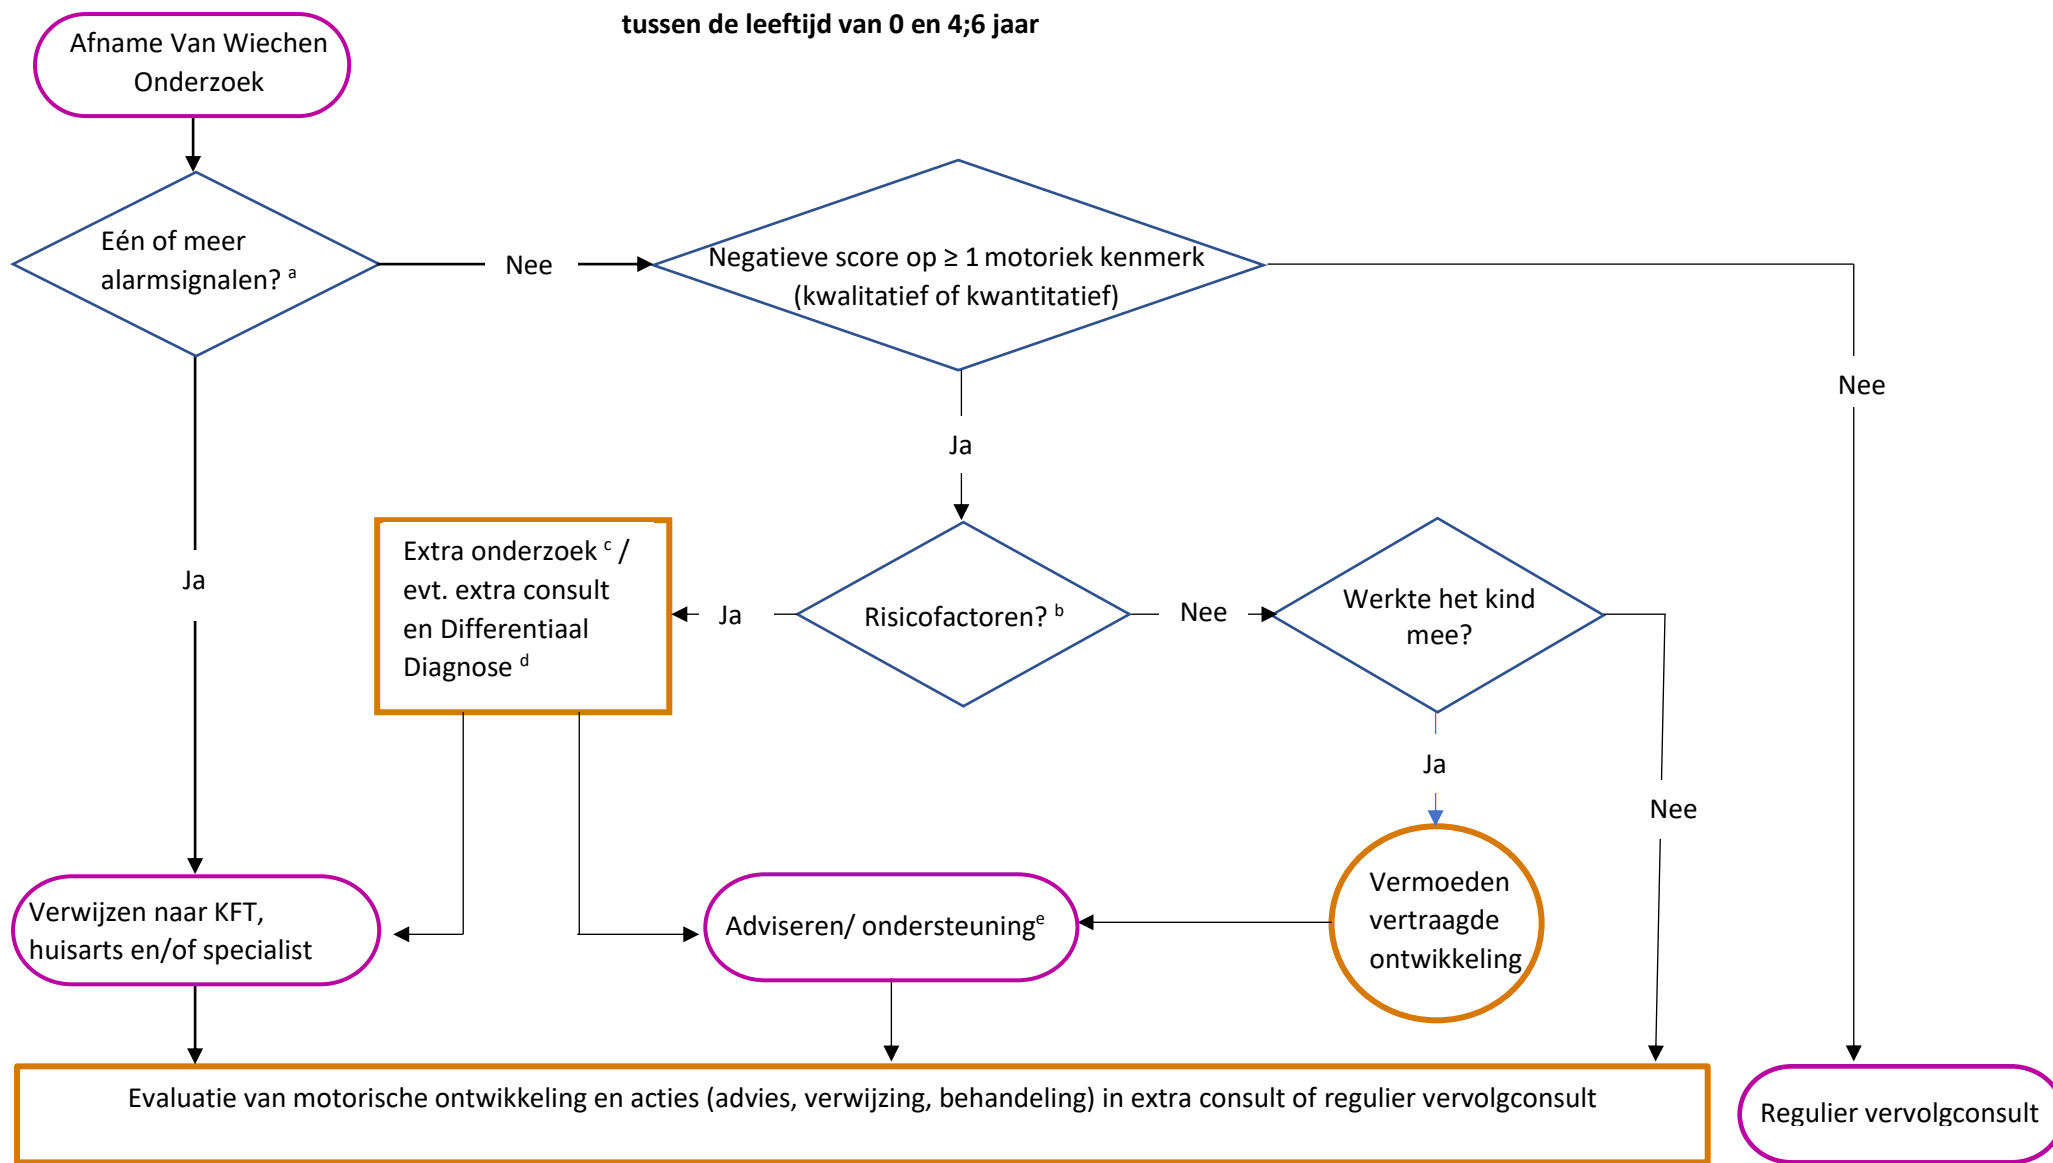 tussen de leeftijd van 0 en 4;6 jaar
Afname Van Wiechen
Onderzoek
Eén of meer
alarmsignalen? a
Nee
Negatieve score op ≥ 1 motoriek kenmerk
(kwalitatief of kwantitatief)
Nee
Ja
Ja
Extra onderzoek c /
evt. extra consult
en Differentiaal
Diagnose d
Ja
Risicofactoren? b
Nee
Werkte het kind
mee?
Ja
Nee
Verwijzen naar KFT,
huisarts en/of specialist
Adviseren/ ondersteuning e
Vermoeden
vertraagde
ontwikkeling
Evaluatie van motorische ontwikkeling en acties (advies, verwijzing, behandeling) in extra consult of regulier vervolgconsult
Regulier vervolgconsult